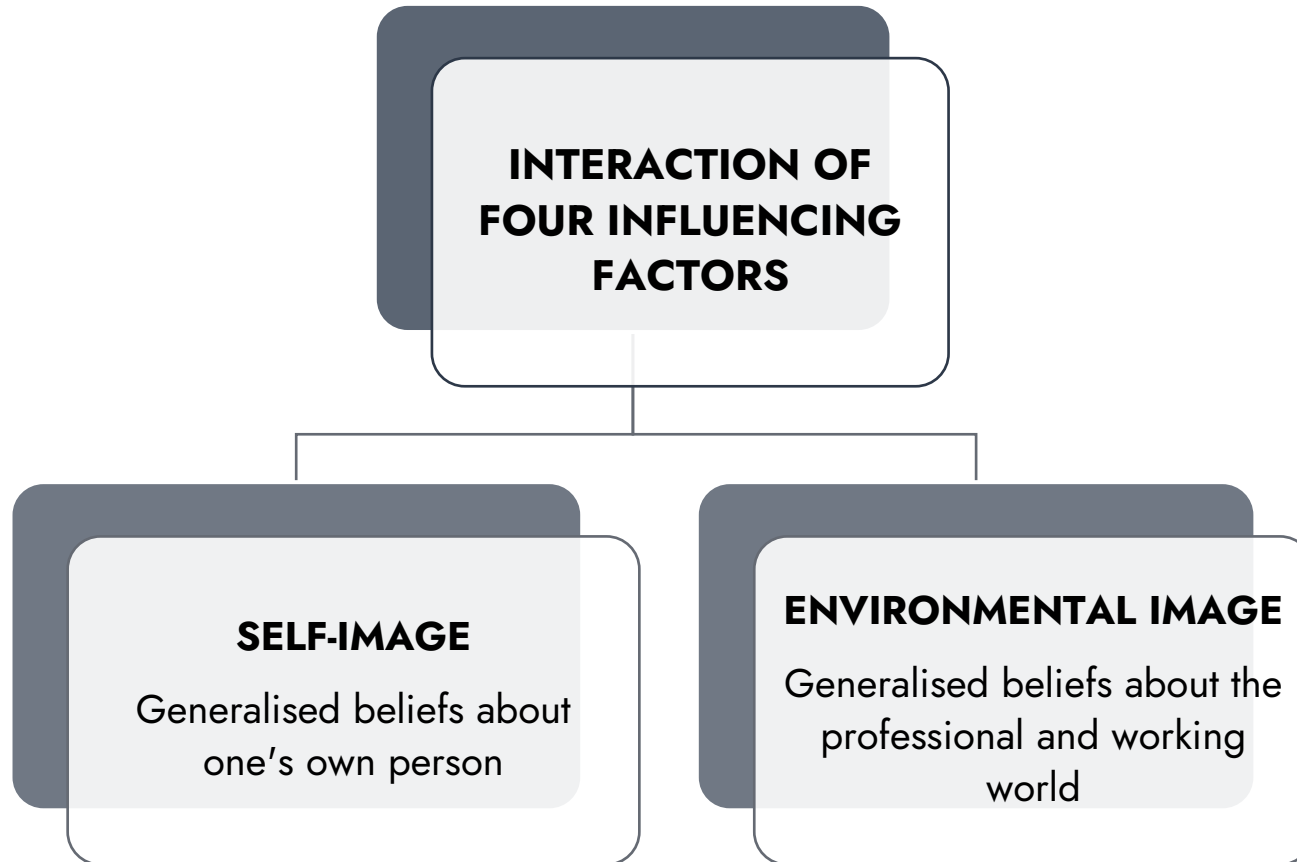 INTERACTION OF
FOUR INFLUENCING
FACTORS
SELF-IMAGE
Generalised beliefs about
one's own person
ENVIRONMENTAL IMAGE
Generalised beliefs about the
professional and working
world